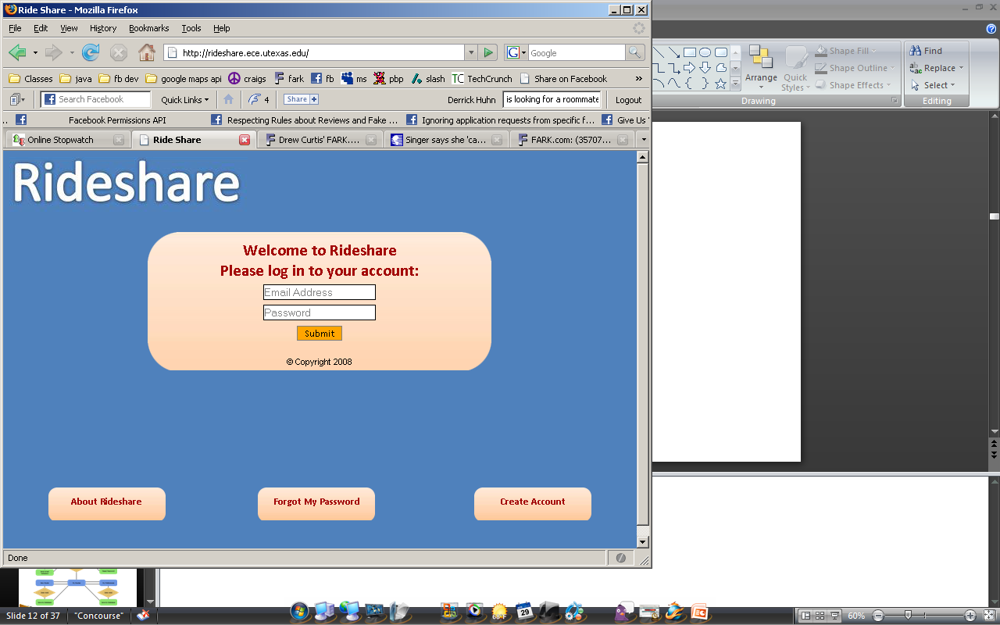 Ride Share - Mozilla Firefox
File Edit View History Bookmarks Tools Help
http://rideshare.ece.utexas.edu/ G Google
Classes java fb dev google maps api craigs fark fb ms pbp slash TC TechCrunch Share on Facebook »
Search Facebook Quick Links 4 Share Derrick Huhn is looking for a roommate Logout
... Facebook Permissions API Respecting Rules about Reviews and Fake ... Ignoring application requests from specific f... Give Us
Online Stopwatch Ride Share Drew Curtis' FARK.... Singer says she 'ca... FARK.com: (35707...
Rideshare
Welcome to Rideshare
Please log in to your account:
Email Address
Password
Submit
© Copyright 2008
About Rideshare Forgot My Password Create Account
Done
Arrange
Quick Styles
Shape Fill
Shape Outline
Shape Effects
Drawing
Find
Replace
Select
Editing
Slide 12 of 37 "Concourse" 29 60%